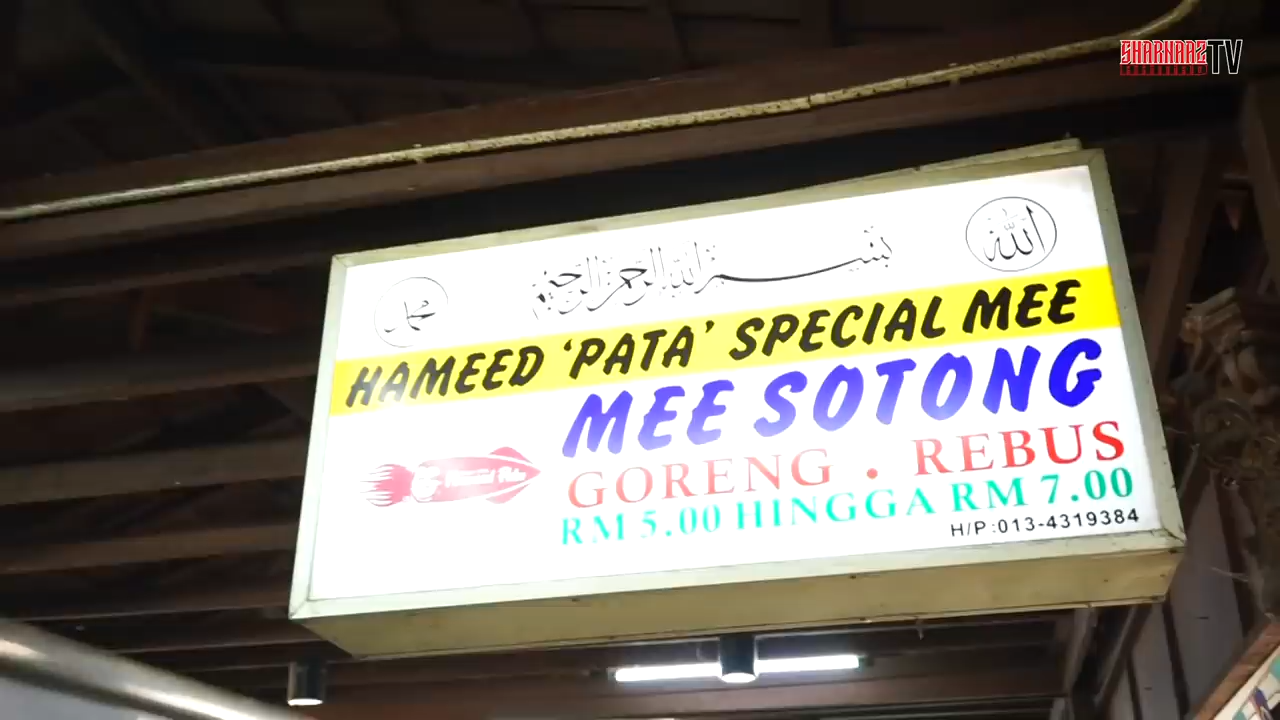 SHARNAAZ TV
محمد
بسم الله الرحمن الرحيم
الله
HAMEED 'PATA' SPECIAL MEE
MEE SOTONG
GORENG . REBUS
RM 5.00 HINGGA RM 7.00
H/P:013-4319384